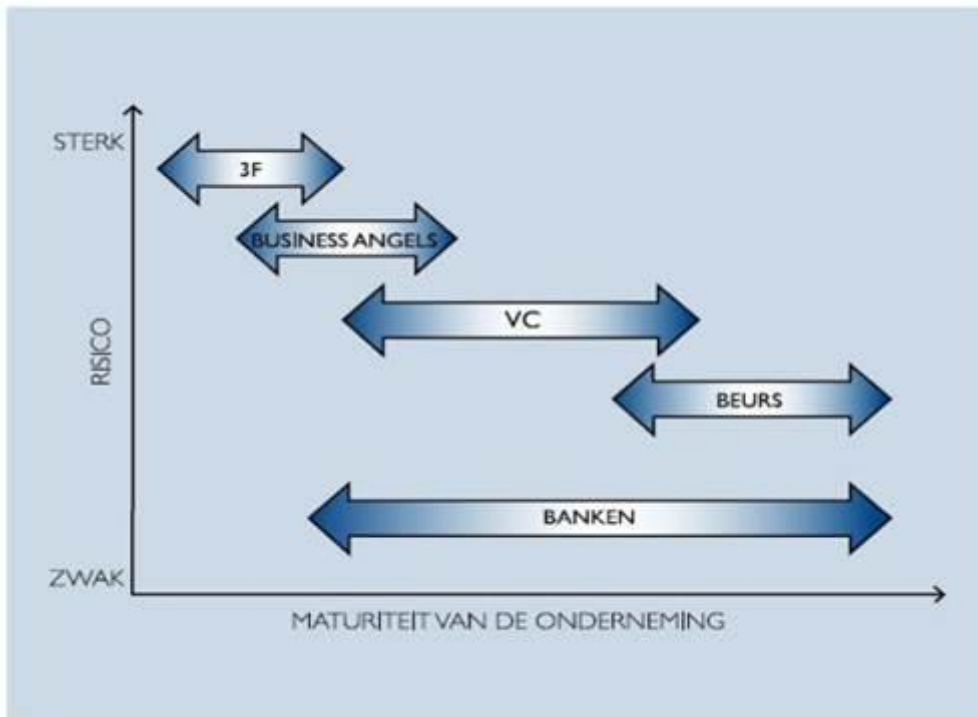 STERK
3F
BUSINESS ANGELS
VC
RISICO
BEURS
BANKEN
ZWAK
MATURITEIT VAN DE ONDERNEMING